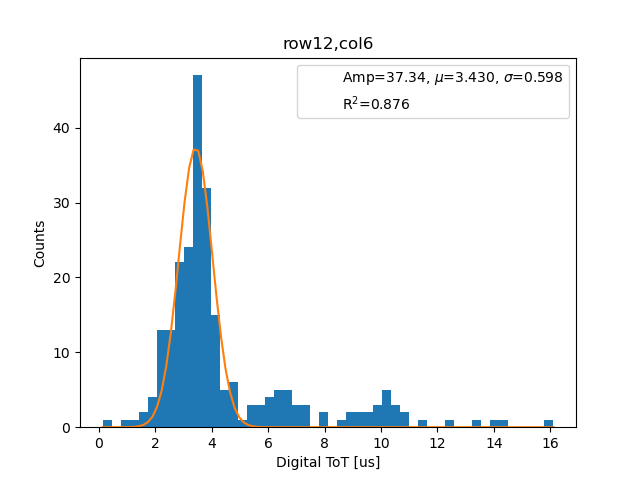 row12,col6
Amp=37.34, μ=3.430, σ=0.598
R²=0.876
Counts
40
30
20
10
0
0 2 4 6 8 10 12 14 16
Digital ToT [us]